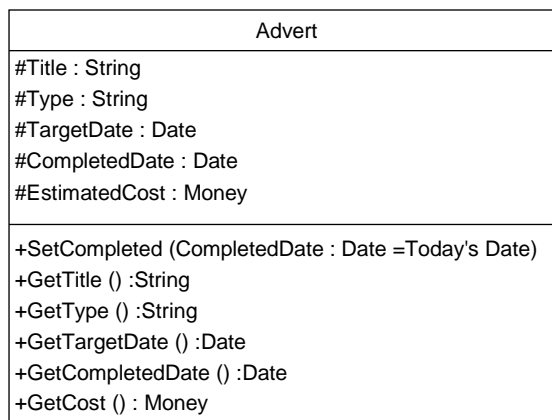 Advert
#Title : String
#Type : String
#TargetDate : Date
#CompletedDate : Date
#EstimatedCost : Money
+SetCompleted (CompletedDate : Date =Today's Date)
+GetTitle () :String
+GetType () :String
+GetTargetDate () :Date
+GetCompletedDate () :Date
+GetCost () : Money